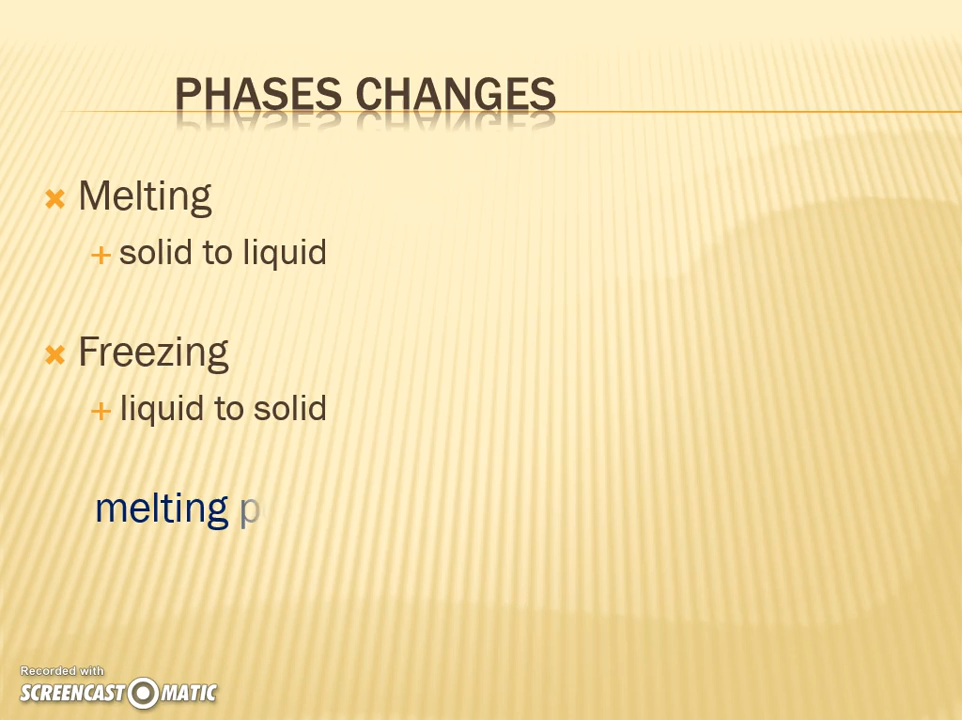 PHASES CHANGES
Melting
solid to liquid
Freezing
liquid to solid
melting p
Recorded with
SCREENCAST MATIC